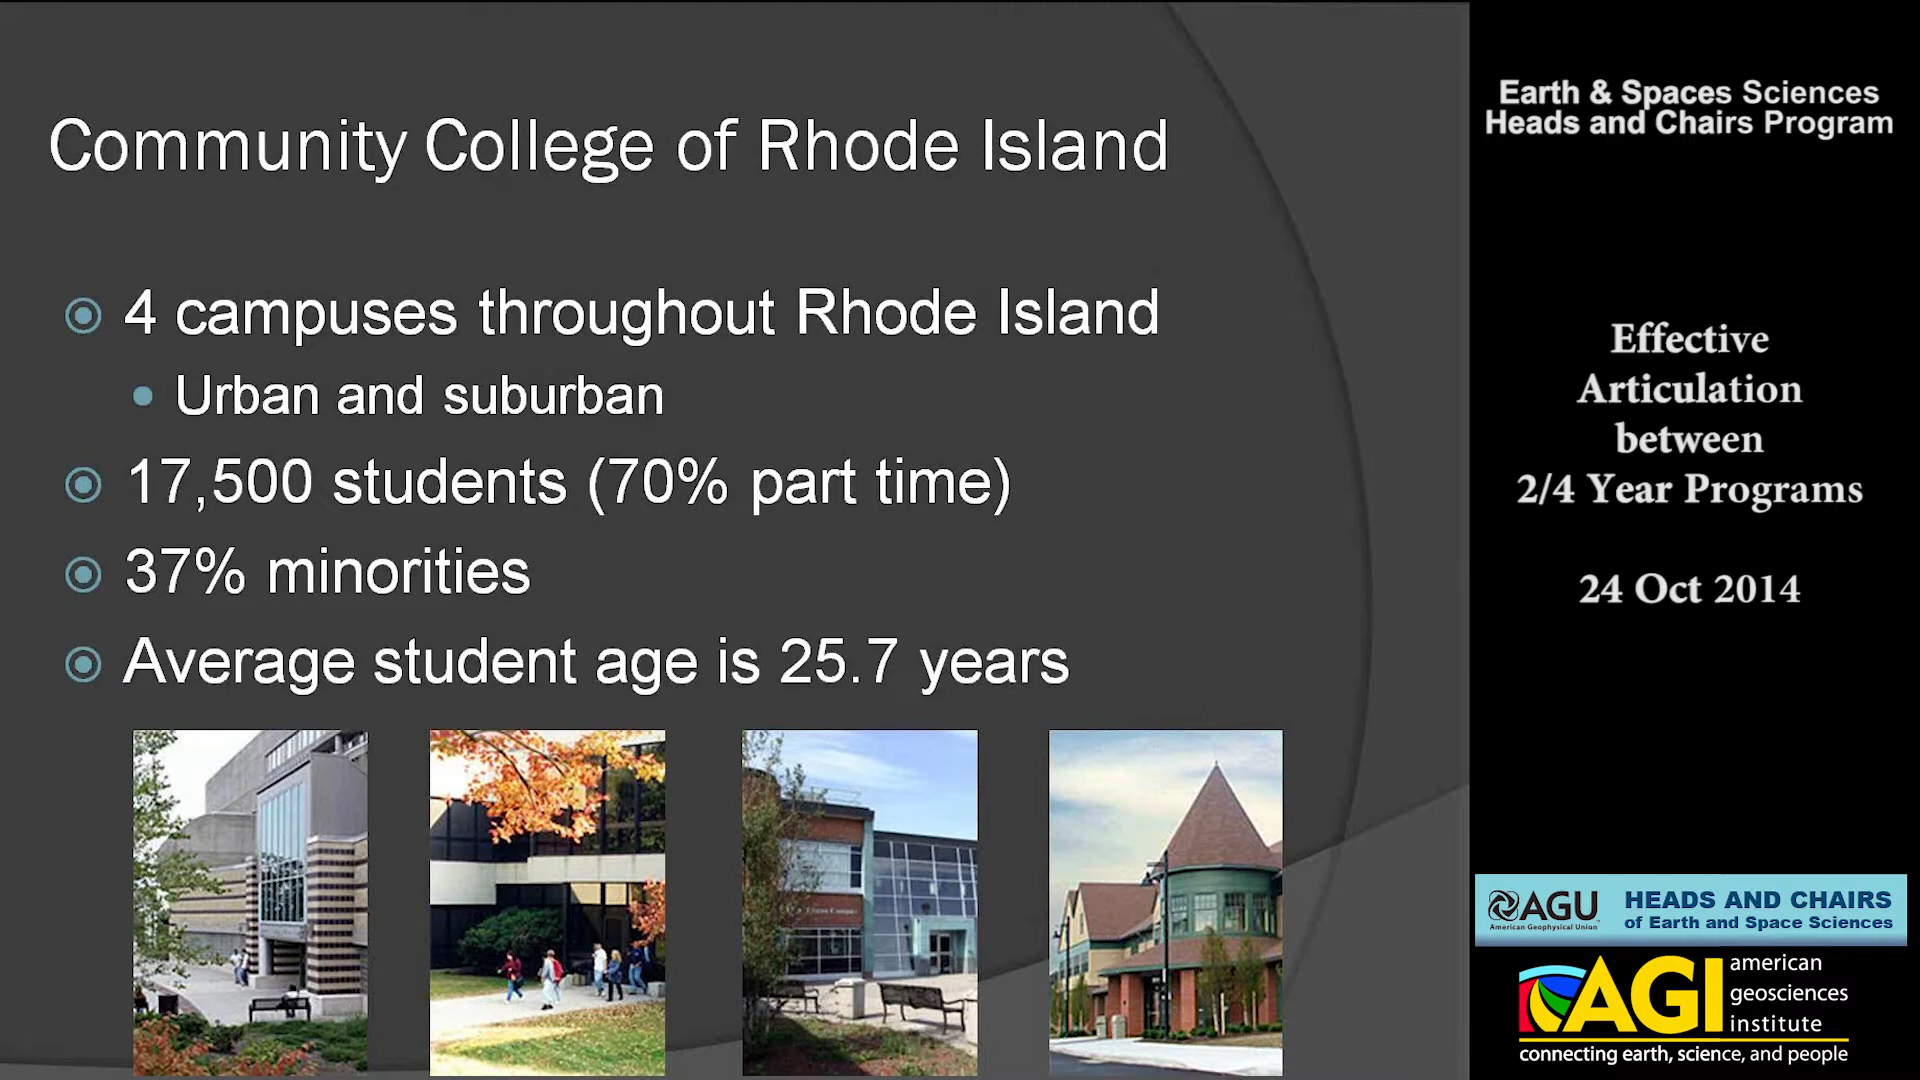 Community College of Rhode Island
4 campuses throughout Rhode Island
Urban and suburban
17,500 students (70% part time)
37% minorities
Average student age is 25.7 years
Earth & Spaces Sciences
Heads and Chairs Program
Effective
Articulation
between
2/4 Year Programs
24 Oct 2014
AGU
American Geophysical Union
HEADS AND CHAIRS
of Earth and Space Sciences
AGI
american
geosciences
institute
connecting earth, science, and people